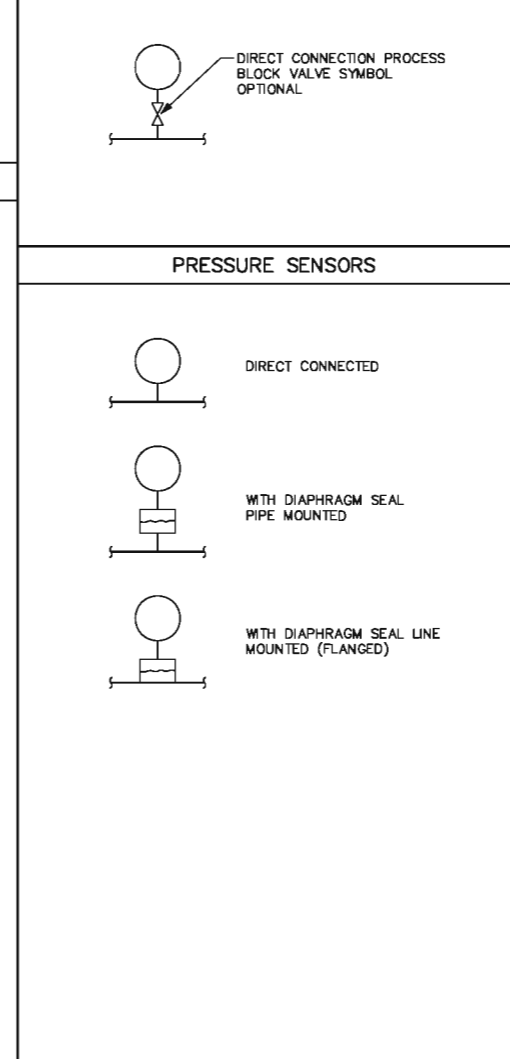 DIRECT CONNECTION PROCESS
BLOCK VALVE SYMBOL
OPTIONAL
PRESSURE SENSORS
DIRECT CONNECTED
WITH DIAPHRAGM SEAL
PIPE MOUNTED
WITH DIAPHRAGM SEAL LINE
MOUNTED (FLANGED)